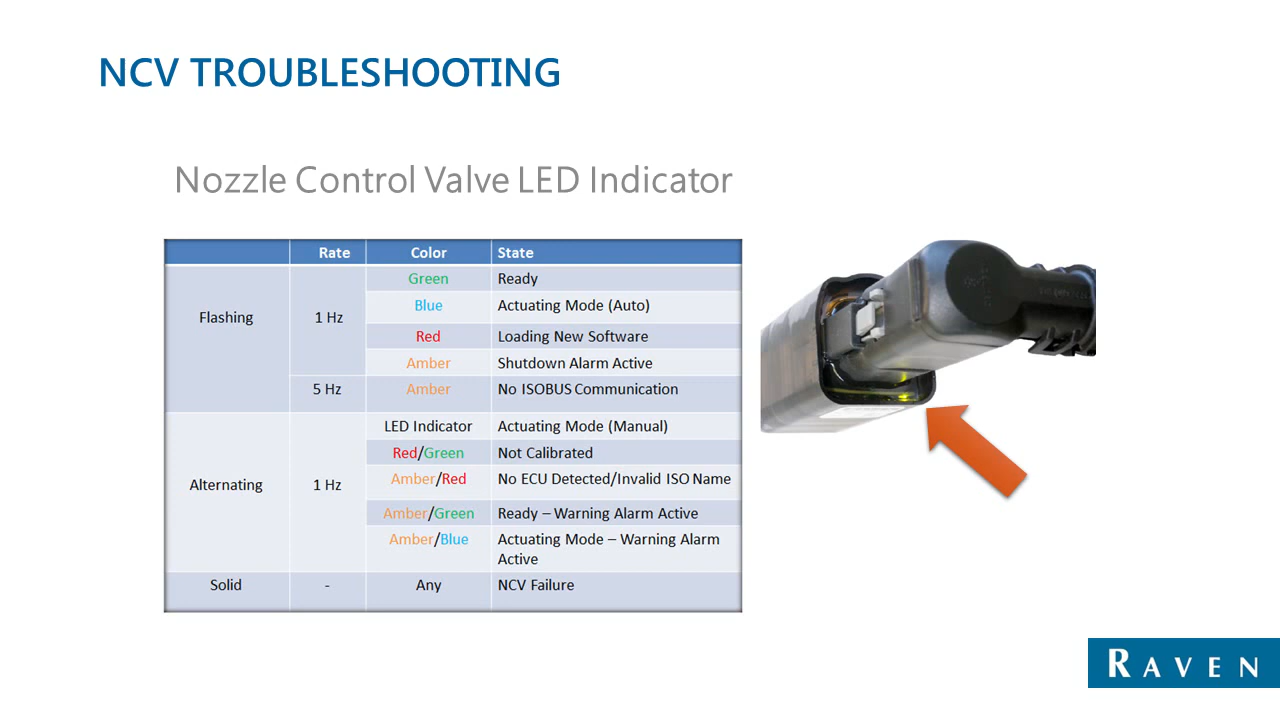 NCV TROUBLESHOOTING
Nozzle Control Valve LED Indicator
Rate Color State
Flashing 1 Hz Green Ready
Blue Actuating Mode (Auto)
Red Loading New Software
Amber Shutdown Alarm Active
5 Hz Amber No ISOBUS Communication
Alternating 1 Hz LED Indicator Actuating Mode (Manual)
Red/Green Not Calibrated
Amber/Red No ECU Detected/Invalid ISO Name
Amber/Green Ready – Warning Alarm Active
Amber/Blue Actuating Mode – Warning Alarm
Active
Solid - Any NCV Failure
RAVEN